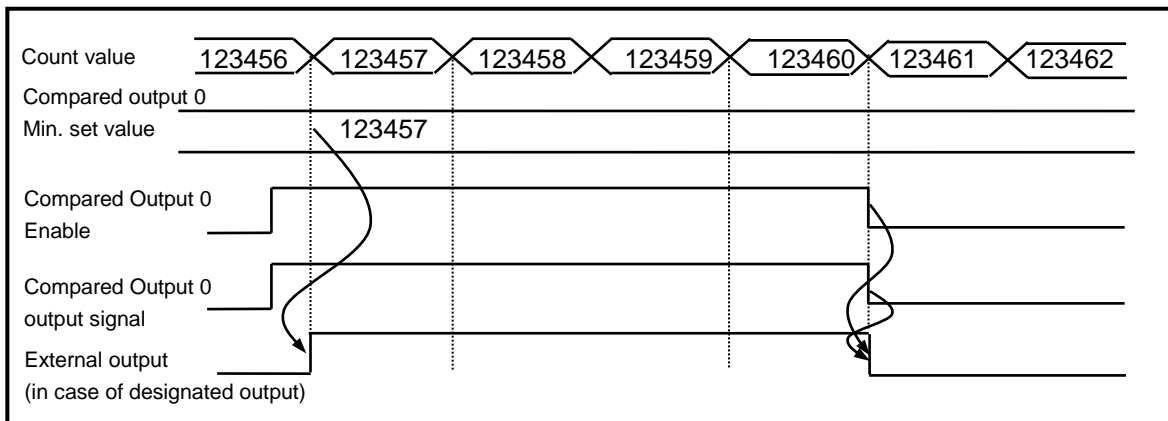 Count value 123456 123457 123458 123459 123460 123461 123462
Compared output 0
Min. set value 123457
Compared Output 0
Enable
Compared Output 0
output signal
External output
(in case of designated output)